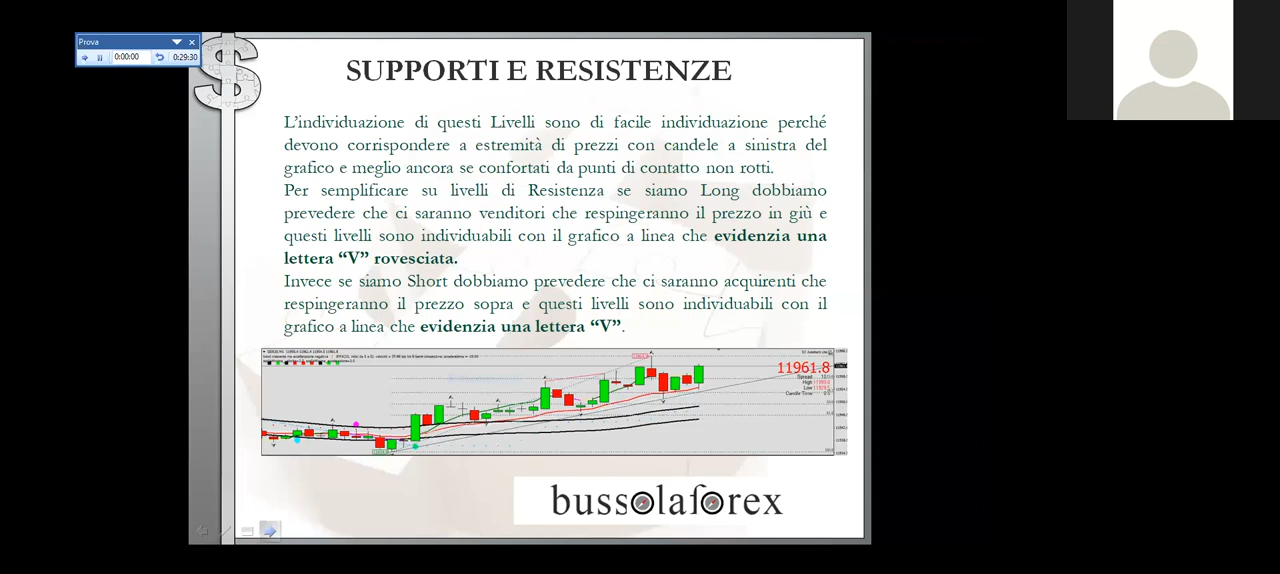 Prova
0:00:00
0:29:30
SUPPORTI E RESISTENZE
L’individuazione di questi Livelli sono di facile individuazione perché
devono corrispondere a estremità di prezzi con candele a sinistra del
grafico e meglio ancora se confortati da punti di contatto non rotti.
Per semplificare su livelli di Resistenza se siamo Long dobbiamo
prevedere che ci saranno venditori che respingeranno il prezzo in giù e
questi livelli sono individuabili con il grafico a linea che evidenzia una
lettera “V” rovesciata.
Invece se siamo Short dobbiamo prevedere che ci saranno acquirenti che
respingeranno il prezzo sopra e questi livelli sono individuabili con il
grafico a linea che evidenzia una lettera “V”.
11961.8
Spread
High
Low
Candle Time
bussolaforex